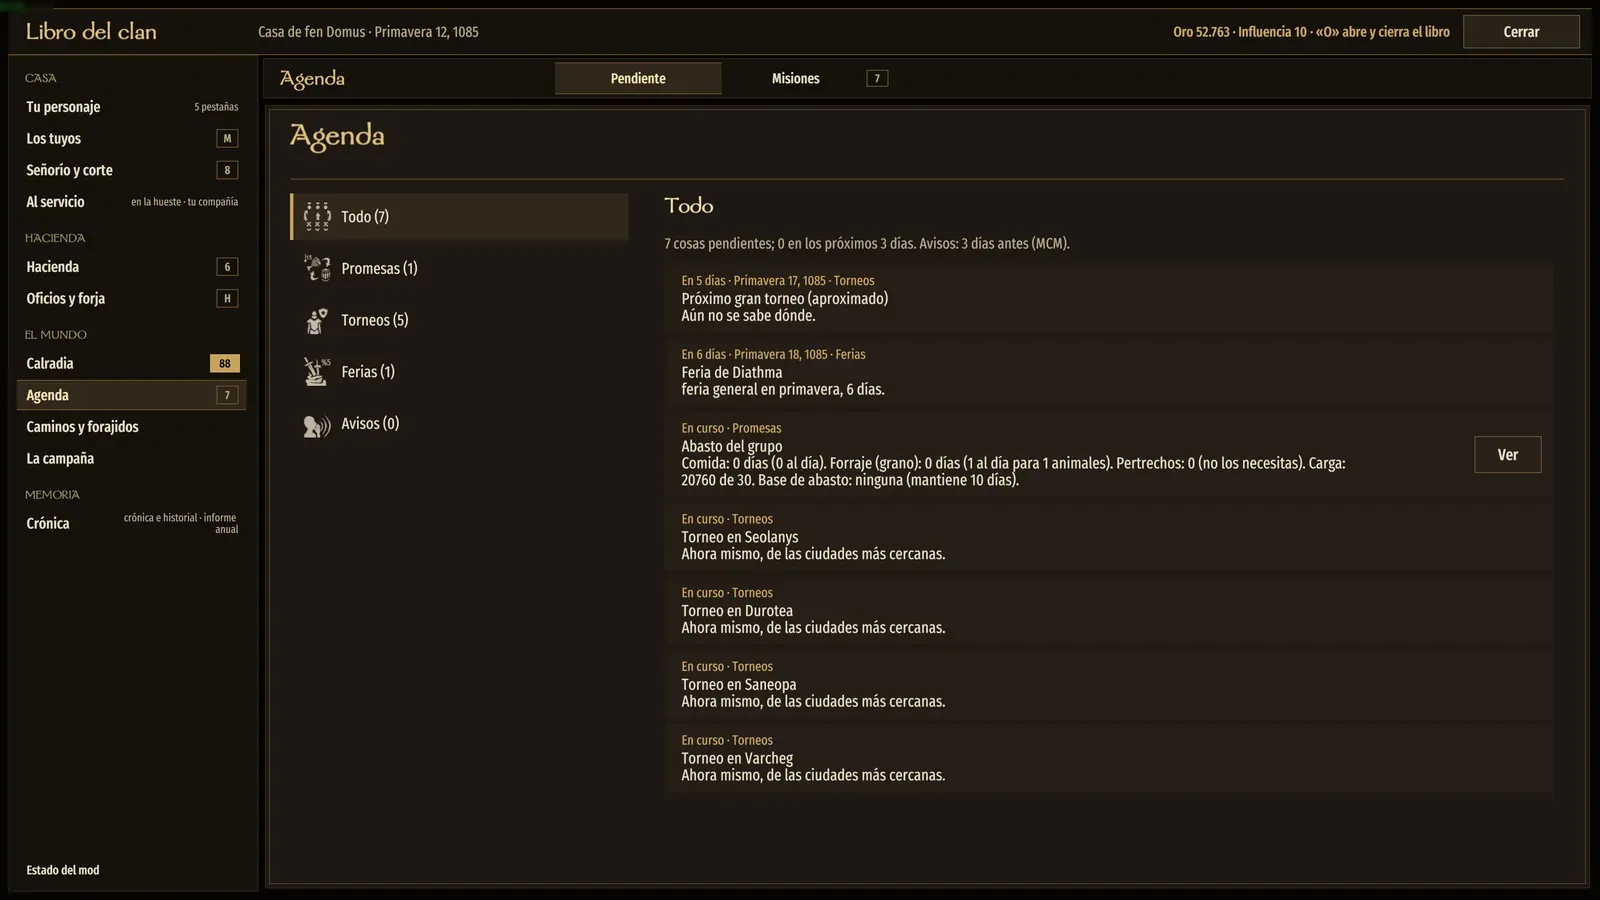 Libro del clan
Casa de fen Domus · Primavera 12, 1085
Oro 52.763 · Influencia 10 · «O» abre y cierra el libro
Cerrar
CASA
Tu personaje
5 pestañas
Los tuyos
M
Señorío y corte
8
Al servicio
en la hueste · tu compañía
HACIENDA
Hacienda
6
Oficios y forja
H
EL MUNDO
Calradia
88
Agenda
7
Caminos y forajidos
La campaña
MEMORIA
Crónica
crónica e historial · informe
anual
Estado del mod
Agenda
Pendiente
Misiones
7
Agenda
Todo (7)
Promesas (1)
Torneos (5)
Ferias (1)
Avisos (0)
Todo
7 cosas pendientes; 0 en los próximos 3 días. Avisos: 3 días antes (MCM).
En 5 días · Primavera 17, 1085 · Torneos
Próximo gran torneo (aproximado)
Aún no se sabe dónde.
En 6 días · Primavera 18, 1085 · Ferias
Feria de Diathma
feria general en primavera, 6 días.
En curso · Promesas
Abasto del grupo
Comida: 0 días (0 al día). Forraje (grano): 0 días (1 al día para 1 animales). Pertrechos: 0 (no los necesitas). Carga:
20760 de 30. Base de abasto: ninguna (mantiene 10 días).
Ver
En curso · Torneos
Torneo en Seolanys
Ahora mismo, de las ciudades más cercanas.
En curso · Torneos
Torneo en Durotea
Ahora mismo, de las ciudades más cercanas.
En curso · Torneos
Torneo en Saneopa
Ahora mismo, de las ciudades más cercanas.
En curso · Torneos
Torneo en Varcheg
Ahora mismo, de las ciudades más cercanas.